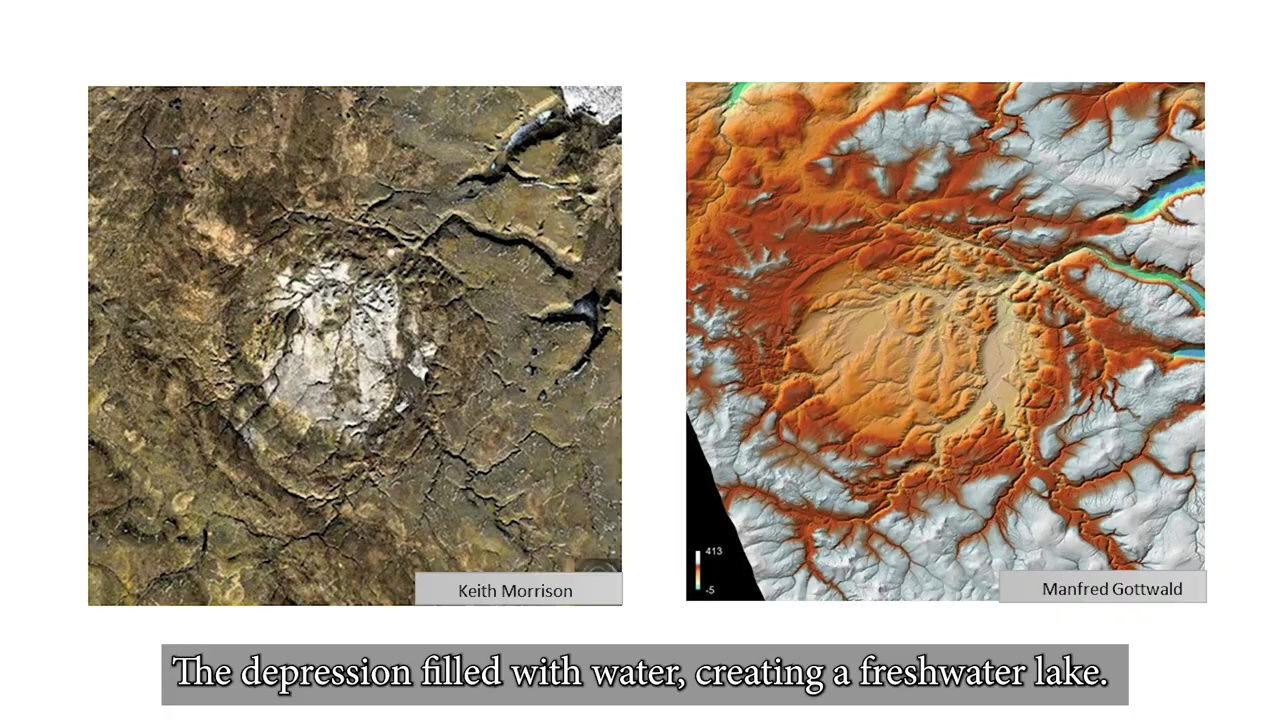 413
-5
Keith Morrison
Manfred Gottwald
The depression filled with water, creating a freshwater lake.